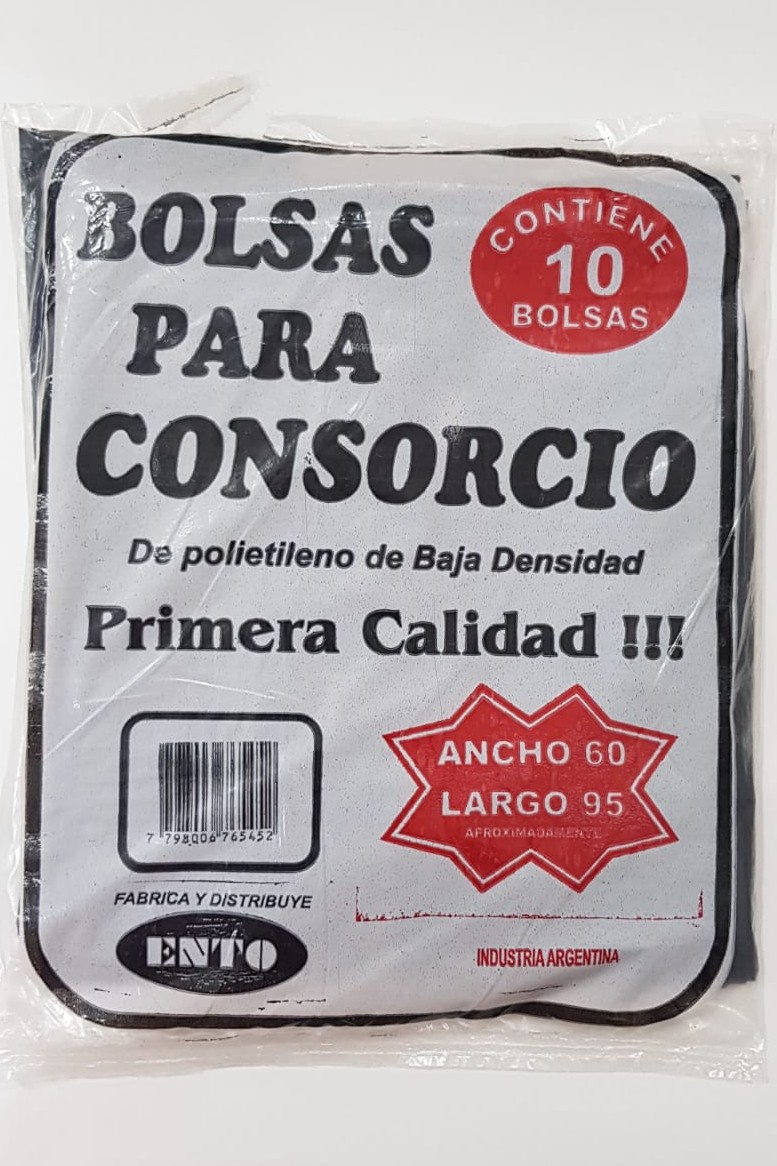 BOLSAS
PARA
CONSORCIO
CONTIENE
10
BOLSAS
De polietileno de Baja Densidad
Primera Calidad !!!
7 798006 765452
ANCHO 60
LARGO 95
APROXIMADAMENTE
FABRICA Y DISTRIBUYE
ENTO
INDUSTRIA ARGENTINA